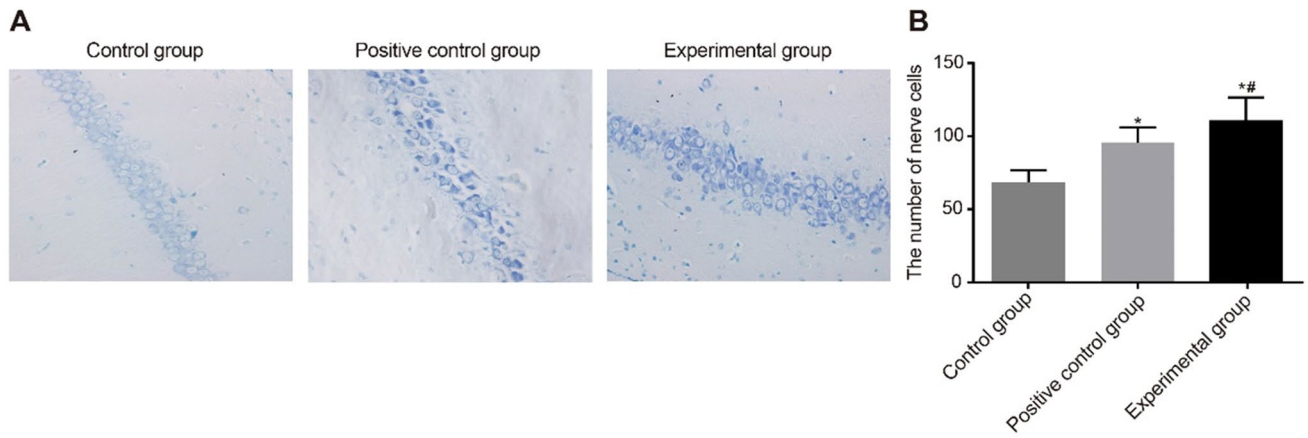 A
Control group
Positive control group
Experimental group
B
The number of nerve cells
150
100
50
0
*
*#
Control group
Positive control group
Experimental group